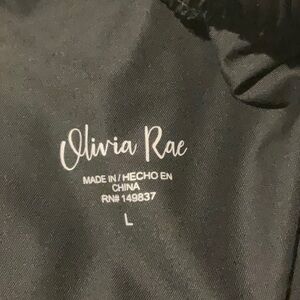 Olivia Rae
MADE IN / HECHO EN
CHINA
RN# 149837
L